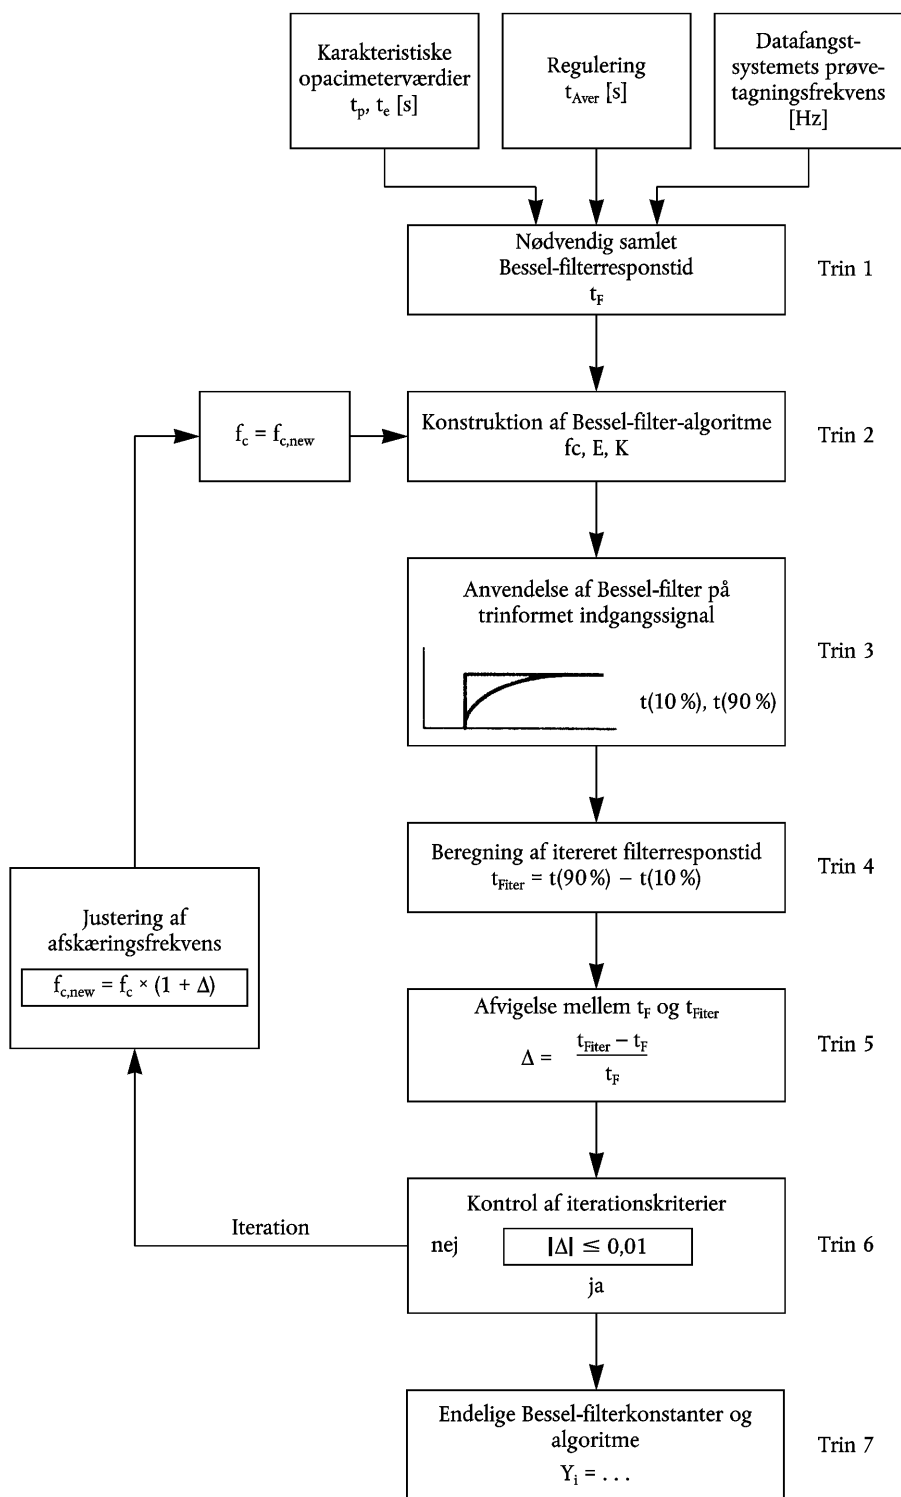 Karakteristiske
opacimeterværdier
t_p, t_e [s]
Regulering
t_Aver [s]
Datafangst-
systemets prøve-
tagningsfrekvens
[Hz]
Nødvendig samlet
Bessel-filterresponstid
t_F
Trin 1
f_c = f_c,new
Konstruktion af Bessel-filter-algoritme
fc, E, K
Trin 2
Anvendelse af Bessel-filter på
trinformet indgangssignal
t(10 %), t(90 %)
Trin 3
Beregning af itereret filterresponstid
t_Fiter = t(90 %) − t(10 %)
Trin 4
Justering af
afskæringsfrekvens
f_c,new = f_c × (1 + Δ)
Afvigelse mellem t_F og t_Fiter
Δ = (t_Fiter − t_F) / t_F
Trin 5
Kontrol af iterationskriterier
Iteration
nej
|Δ| ≤ 0,01
ja
Trin 6
Endelige Bessel-filterkonstanter og
algoritme
Y_i = . . .
Trin 7